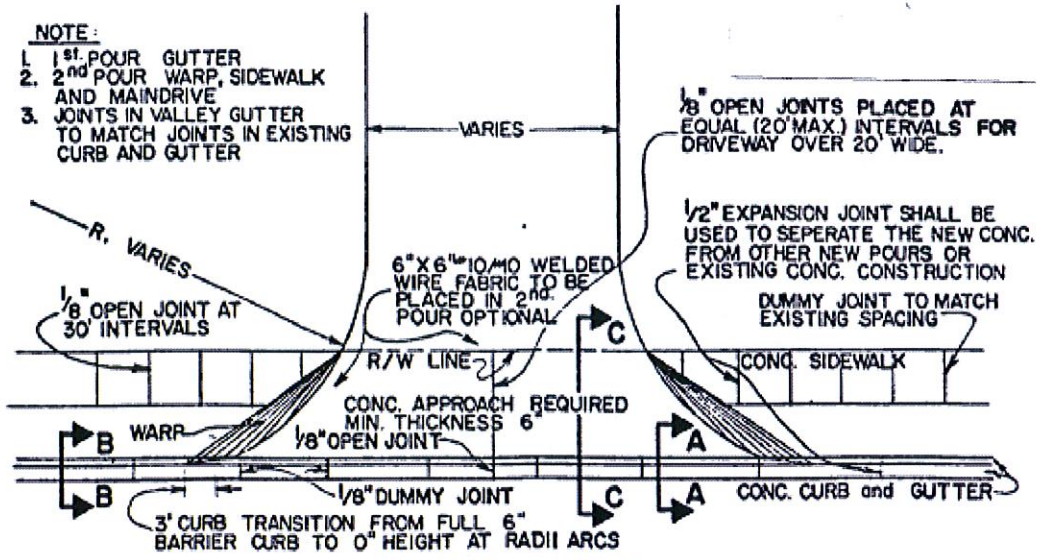 NOTE:
1. 1st. POUR GUTTER
2. 2nd POUR WARP, SIDEWALK
AND MAINDRIVE
3. JOINTS IN VALLEY GUTTER
TO MATCH JOINTS IN EXISTING
CURB AND GUTTER
VARIES
1/8" OPEN JOINTS PLACED AT
EQUAL (20' MAX.) INTERVALS FOR
DRIVEWAY OVER 20' WIDE.
R, VARIES
1/2" EXPANSION JOINT SHALL BE
USED TO SEPERATE THE NEW CONC.
FROM OTHER NEW POURS OR
EXISTING CONC. CONSTRUCTION
1/8" OPEN JOINT AT
30' INTERVALS
6" X 6" WELDED
WIRE FABRIC TO BE
PLACED IN 2nd.
POUR OPTIONAL
DUMMY JOINT TO MATCH
EXISTING SPACING
C
R/W LINE
CONC. SIDEWALK
CONC. APPROACH REQUIRED
MIN. THICKNESS 6"
WARP
1/8" OPEN JOINT
B
A
B
1/8" DUMMY JOINT
C
A
CONC. CURB and GUTTER
3' CURB TRANSITION FROM FULL 6"
BARRIER CURB TO 0" HEIGHT AT RADII ARCS